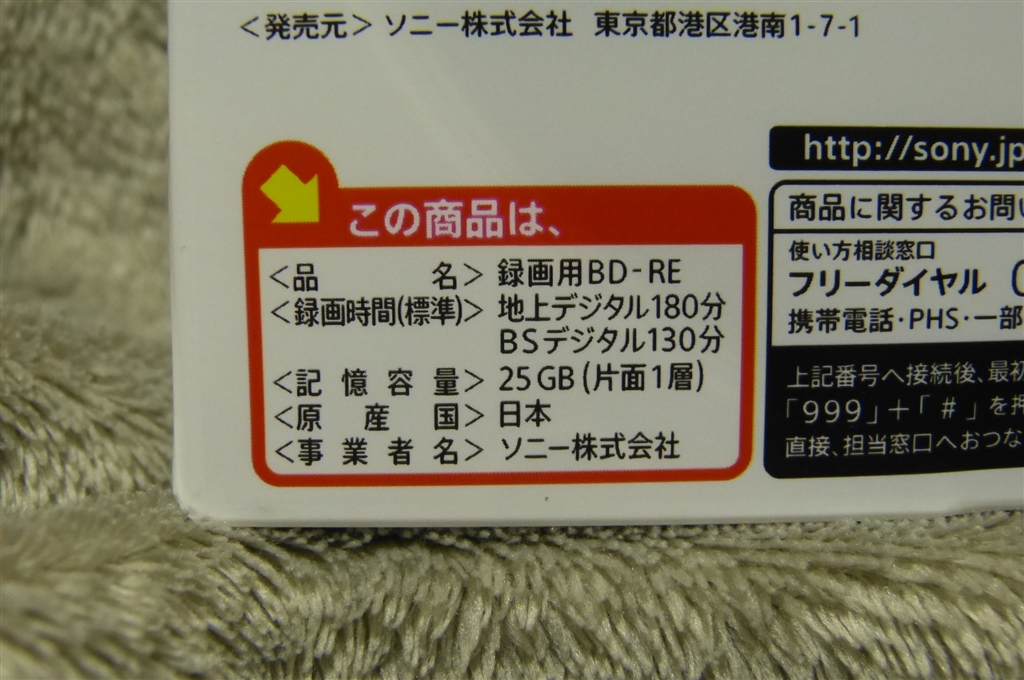 <発売元> ソニー株式会社 東京都港区港南1-7-1
この商品は、
<品名> 録画用BD-RE
<録画時間(標準)> 地上デジタル180分
BSデジタル130分
<記憶容量> 25GB(片面1層)
<原産国> 日本
<事業者名> ソニー株式会社
http://sony.jp
商品に関するお問い
使い方相談窓口
フリーダイヤル
携帯電話・PHS・一部
上記番号へ接続後、最初
「999」+「#」を押
直接、担当窓口へおつな